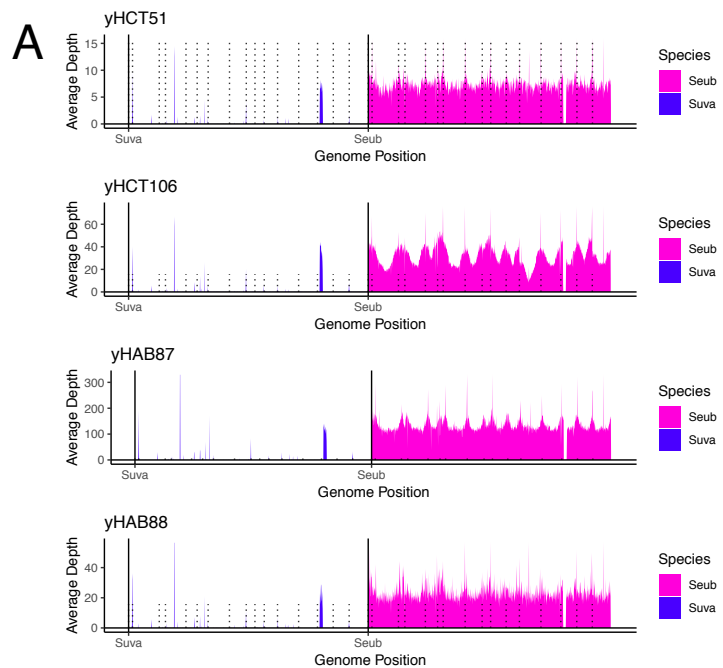 A
yHCT51
Average Depth
15
10
5
0
Suva
Seub
Genome Position
Species
Seub
Suva
yHCT106
Average Depth
60
40
20
0
Suva
Seub
Genome Position
Species
Seub
Suva
yHAB87
Average Depth
300
200
100
0
Suva
Seub
Genome Position
Species
Seub
Suva
yHAB88
Average Depth
40
20
0
Suva
Seub
Genome Position
Species
Seub
Suva